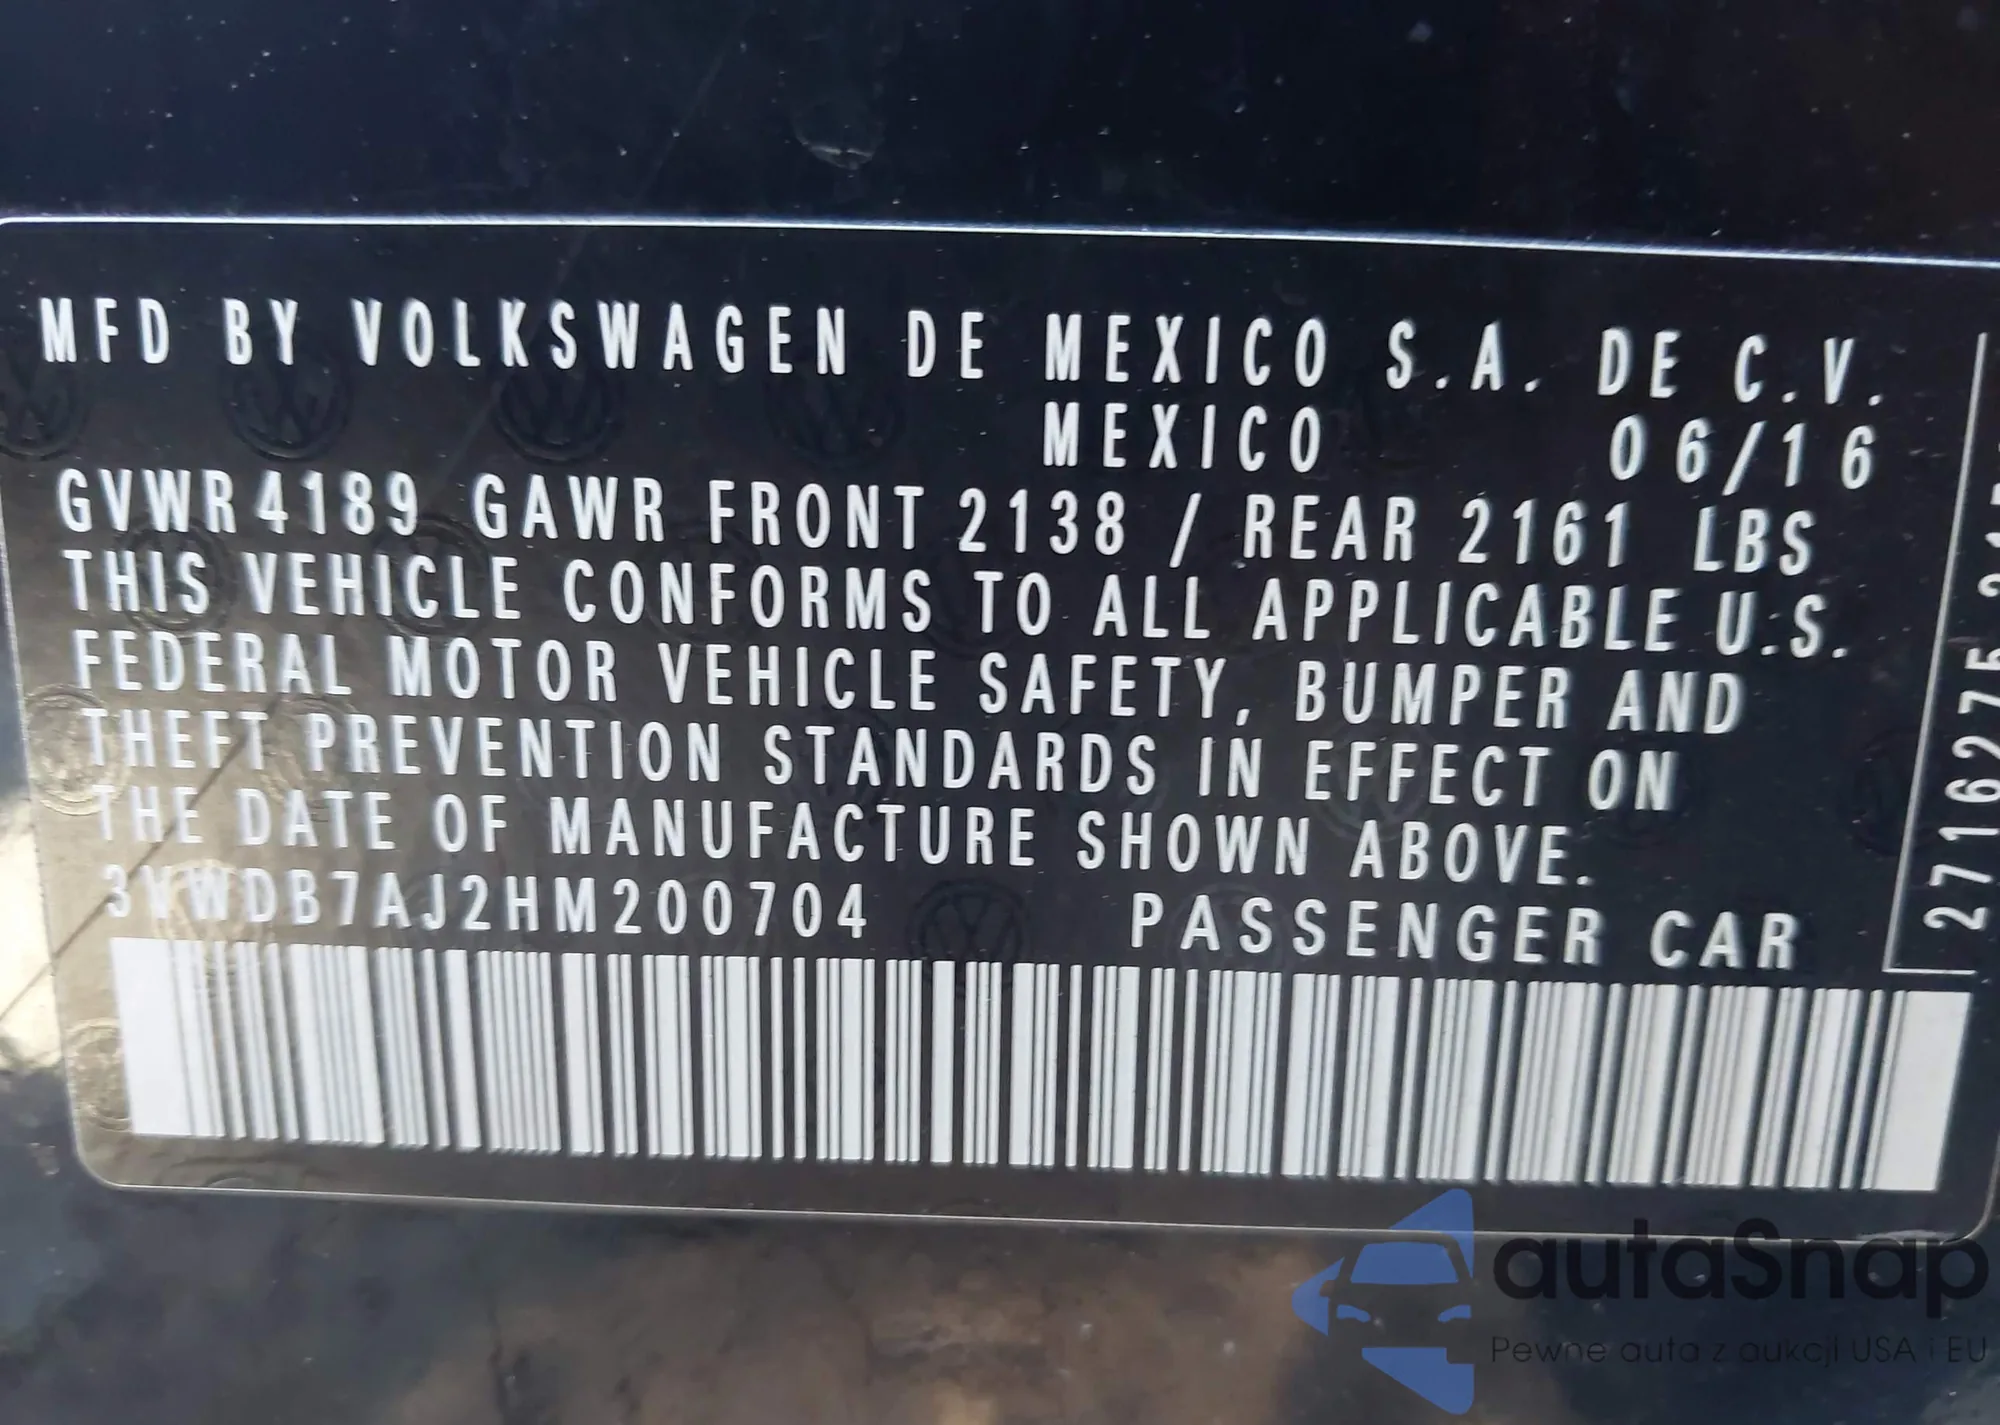 MFD BY VOLKSWAGEN DE MEXICO S.A. DE C.V.
MEXICO 06/16
GVWR 4189 GAWR FRONT 2138 / REAR 2161 LBS
THIS VEHICLE CONFORMS TO ALL APPLICABLE U.S.
FEDERAL MOTOR VEHICLE SAFETY, BUMPER AND
THEFT PREVENTION STANDARDS IN EFFECT ON
THE DATE OF MANUFACTURE SHOWN ABOVE.
3VWDB7AJ2HM200704 PASSENGER CAR
2716275
autaSnap
Pewne auta z aukcji USA i EU